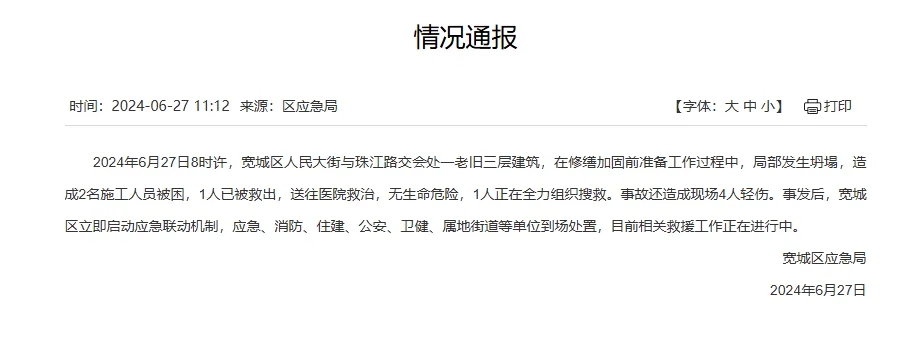 情况通报
时间：2024-06-27 11:12 来源：区应急局 【字体：大 中 小】 打印
2024年6月27日8时许，宽城区人民大街与珠江路交会处一老旧三层建筑，在修缮加固前准备工作过程中，局部发生坍塌，造
成2名施工人员被困，1人已被救出，送往医院救治，无生命危险，1人正在全力组织搜救。事故还造成现场4人轻伤。事发后，宽城
区立即启动应急联动机制，应急、消防、住建、公安、卫健、属地街道等单位到场处置，目前相关救援工作正在进行中。
宽城区应急局
2024年6月27日